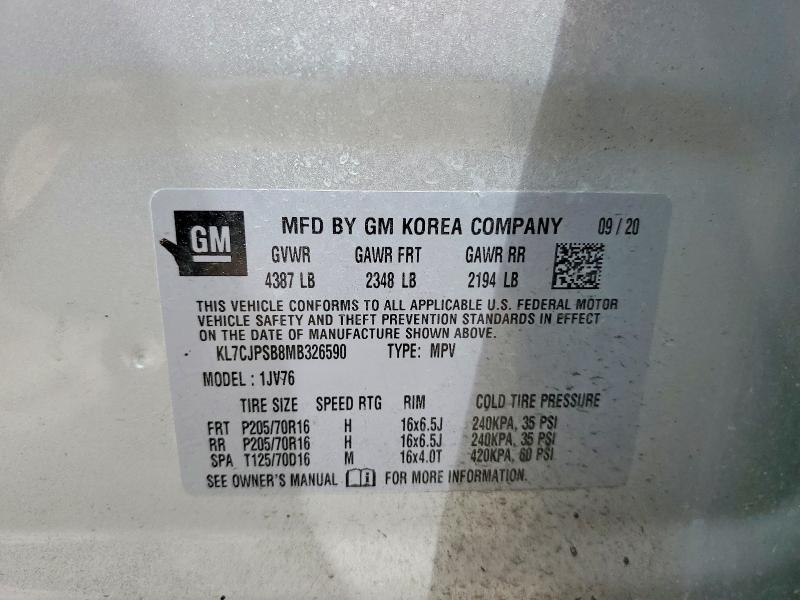 GM MFD BY GM KOREA COMPANY 09 / 20
GVWR GAWR FRT GAWR RR
4387 LB 2348 LB 2194 LB
THIS VEHICLE CONFORMS TO ALL APPLICABLE U.S. FEDERAL MOTOR
VEHICLE SAFETY AND THEFT PREVENTION STANDARDS IN EFFECT
ON THE DATE OF MANUFACTURE SHOWN ABOVE.
KL7CJPSB8MB326590 TYPE: MPV
MODEL : 1JV76
TIRE SIZE SPEED RTG RIM COLD TIRE PRESSURE
FRT P205/70R16 H 16x6.5J 240KPA, 35 PSI
RR P205/70R16 H 16x6.5J 240KPA, 35 PSI
SPA T125/70D16 M 16x4.0T 420KPA, 60 PSI
SEE OWNER'S MANUAL FOR MORE INFORMATION.